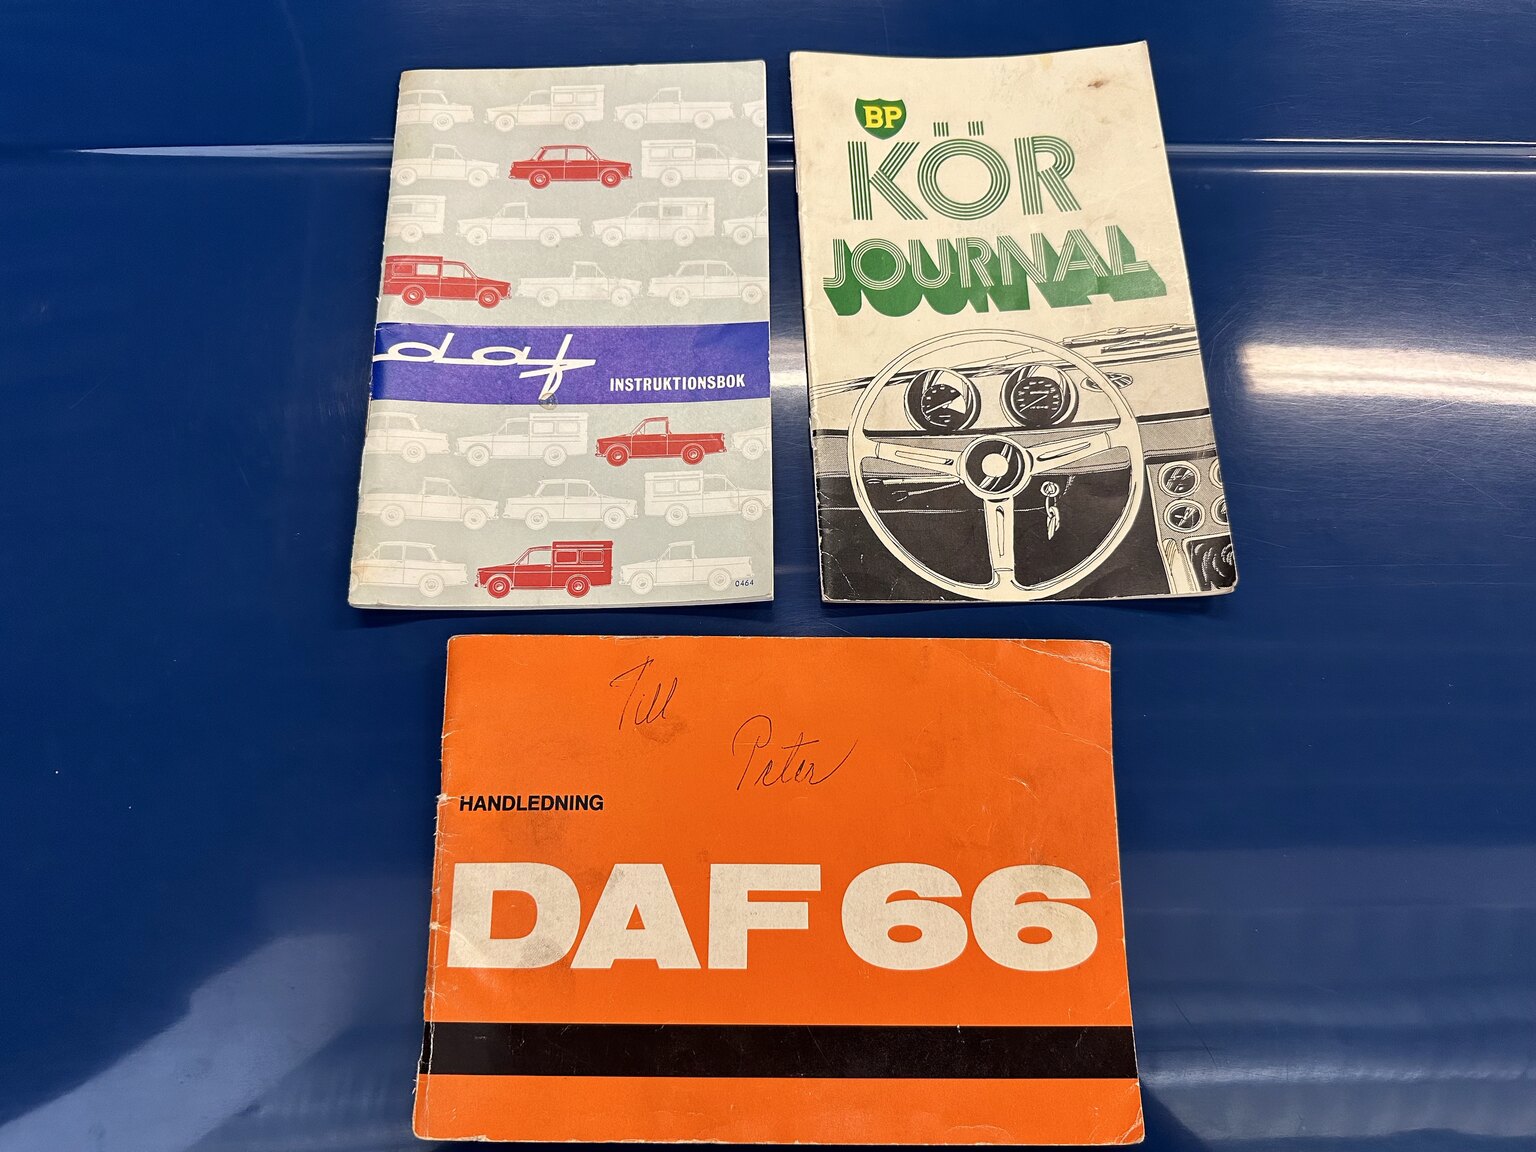 daf
INSTRUKTIONSBOK
0464
BP
KÖR
JOURNAL
Till
Peter
HANDLEDNING
DAF 66